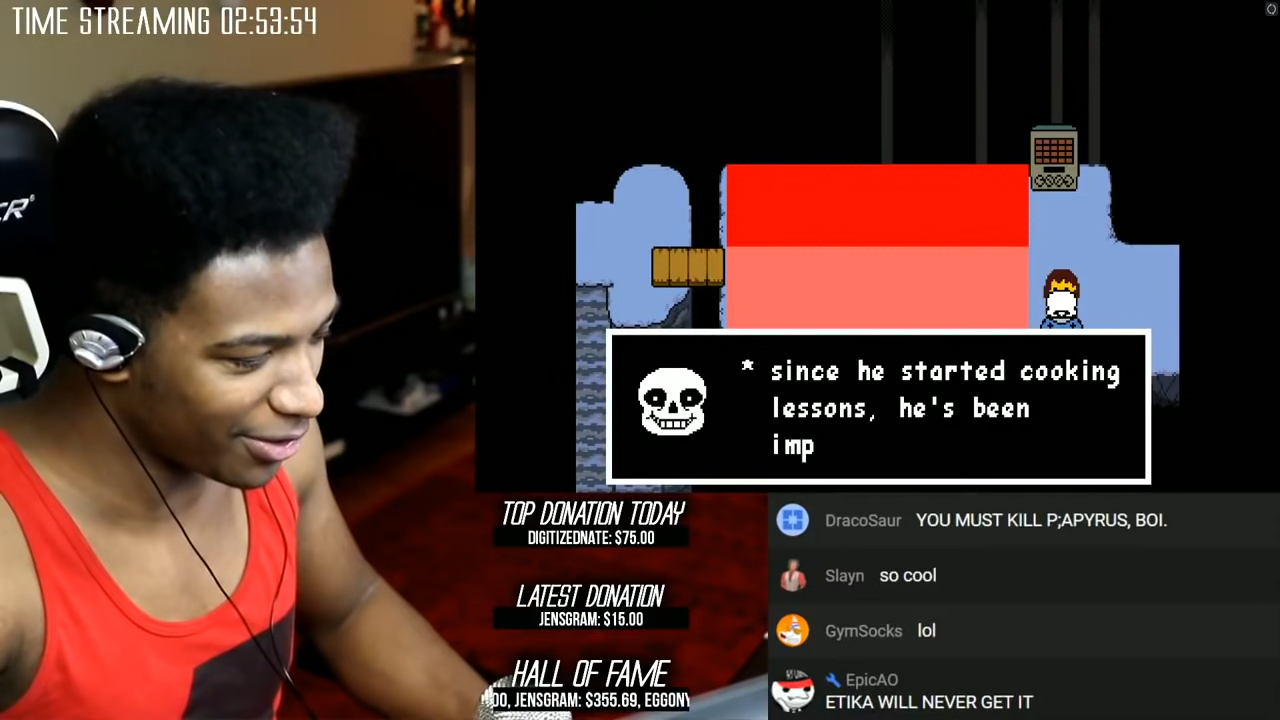 TIME STREAMING 02:53:54
* since he started cooking
lessons, he's been
imp
TOP DONATION TODAY
DIGITIZEDNATE: $75.00
LATEST DONATION
JENSGRAM: $15.00
HALL OF FAME
00, JENSGRAM: $355.69, EGGONY
DracoSaur YOU MUST KILL P;APYRUS, BOI.
Slayn so cool
GymSocks lol
EpicAO
ETIKA WILL NEVER GET IT